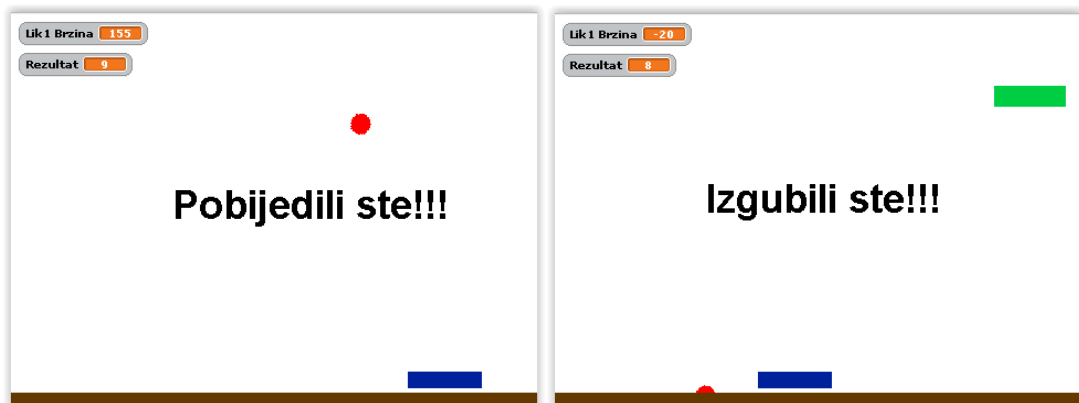 Lik1 Brzina 155
Rezultat 9
Pobijedili ste!!!
Lik1 Brzina -20
Rezultat 8
Izgubili ste!!!